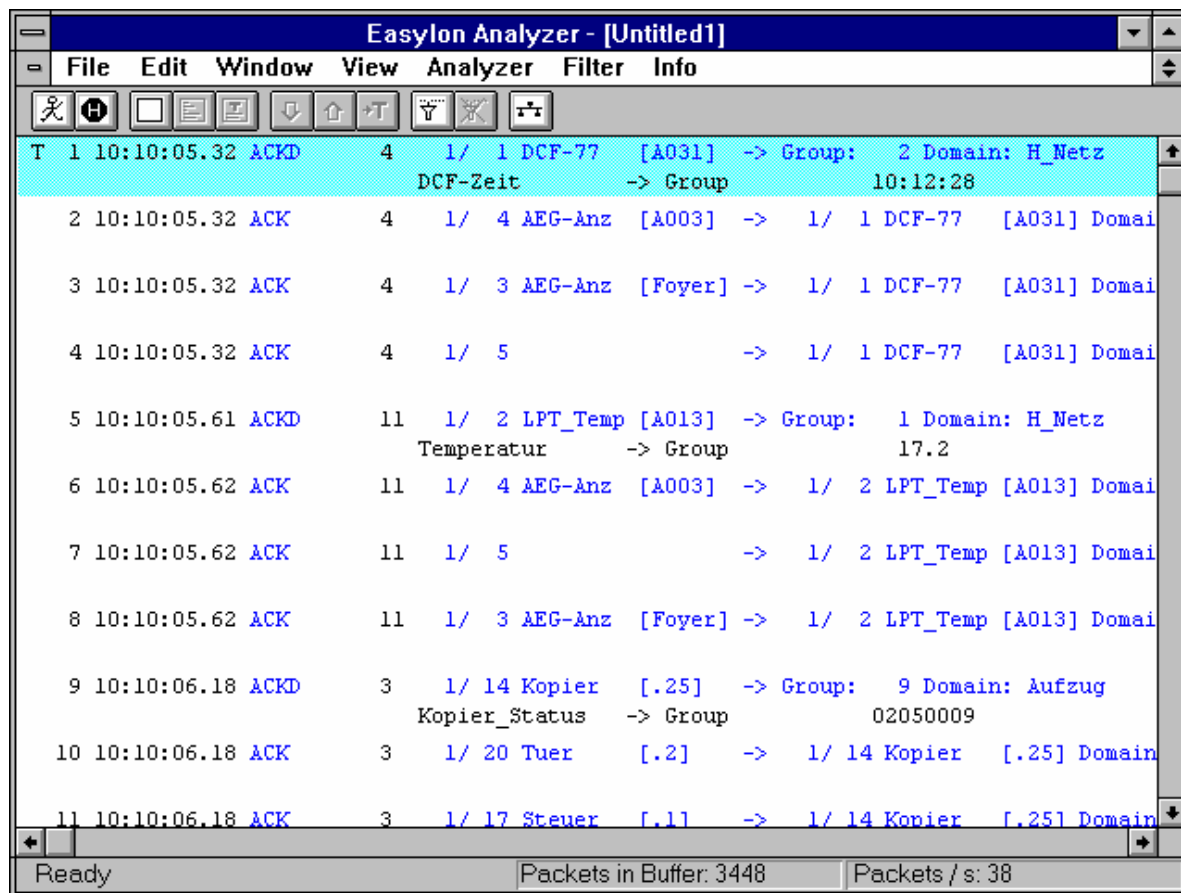 Easylon Analyzer - [Untitled1]
File Edit Window View Analyzer Filter Info
H T T
T 1 10:10:05.32 ACKD 4 1/ 1 DCF-77 [A031] -> Group: 2 Domain: H_Netz
DCF-Zeit -> Group 10:12:28
2 10:10:05.32 ACK 4 1/ 4 AEG-Anz [A003] -> 1/ 1 DCF-77 [A031] Domai
3 10:10:05.32 ACK 4 1/ 3 AEG-Anz [Foyer] -> 1/ 1 DCF-77 [A031] Domai
4 10:10:05.32 ACK 4 1/ 5 -> 1/ 1 DCF-77 [A031] Domai
5 10:10:05.61 ACKD 11 1/ 2 LPT_Temp [A013] -> Group: 1 Domain: H_Netz
Temperatur -> Group 17.2
6 10:10:05.62 ACK 11 1/ 4 AEG-Anz [A003] -> 1/ 2 LPT_Temp [A013] Domai
7 10:10:05.62 ACK 11 1/ 5 -> 1/ 2 LPT_Temp [A013] Domai
8 10:10:05.62 ACK 11 1/ 3 AEG-Anz [Foyer] -> 1/ 2 LPT_Temp [A013] Domai
9 10:10:06.18 ACKD 3 1/ 14 Kopier [.25] -> Group: 9 Domain: Aufzug
Kopier_Status -> Group 02050009
10 10:10:06.18 ACK 3 1/ 20 Tuer [.2] -> 1/ 14 Kopier [.25] Domain
11 10:10:06.18 ACK 3 1/ 17 Steuer [.1] -> 1/ 14 Kopier [.25] Domain
Ready Packets in Buffer: 3448 Packets / s: 38